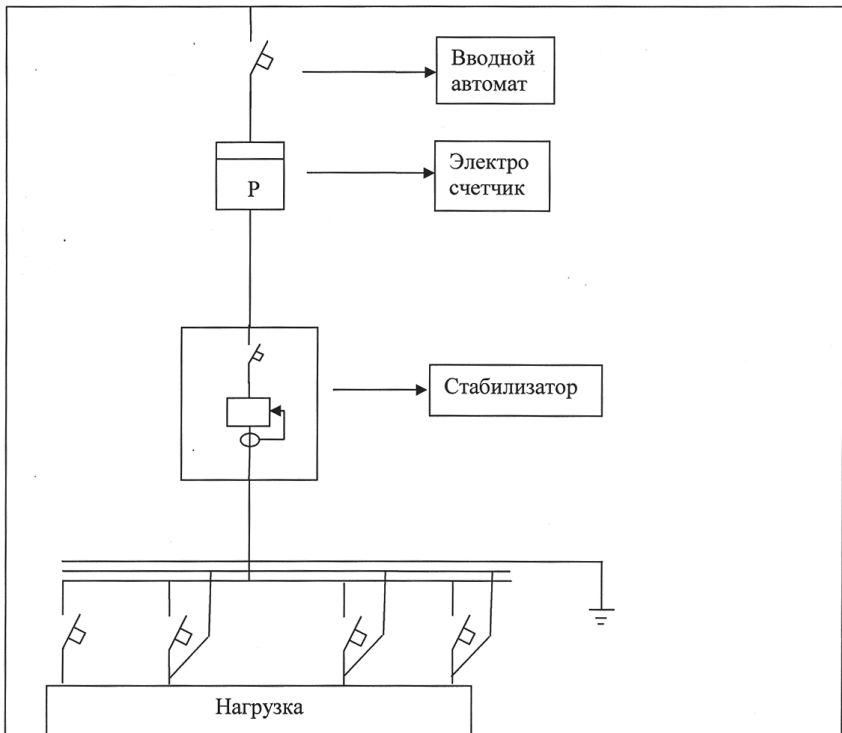 Вводной
автомат
Электро
счетчик
Р
Стабилизатор
Нагрузка